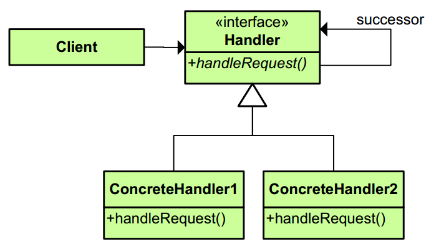 «interface»
Handler
successor
Client
+handleRequest()
ConcreteHandler1
ConcreteHandler2
+handleRequest()
+handleRequest()